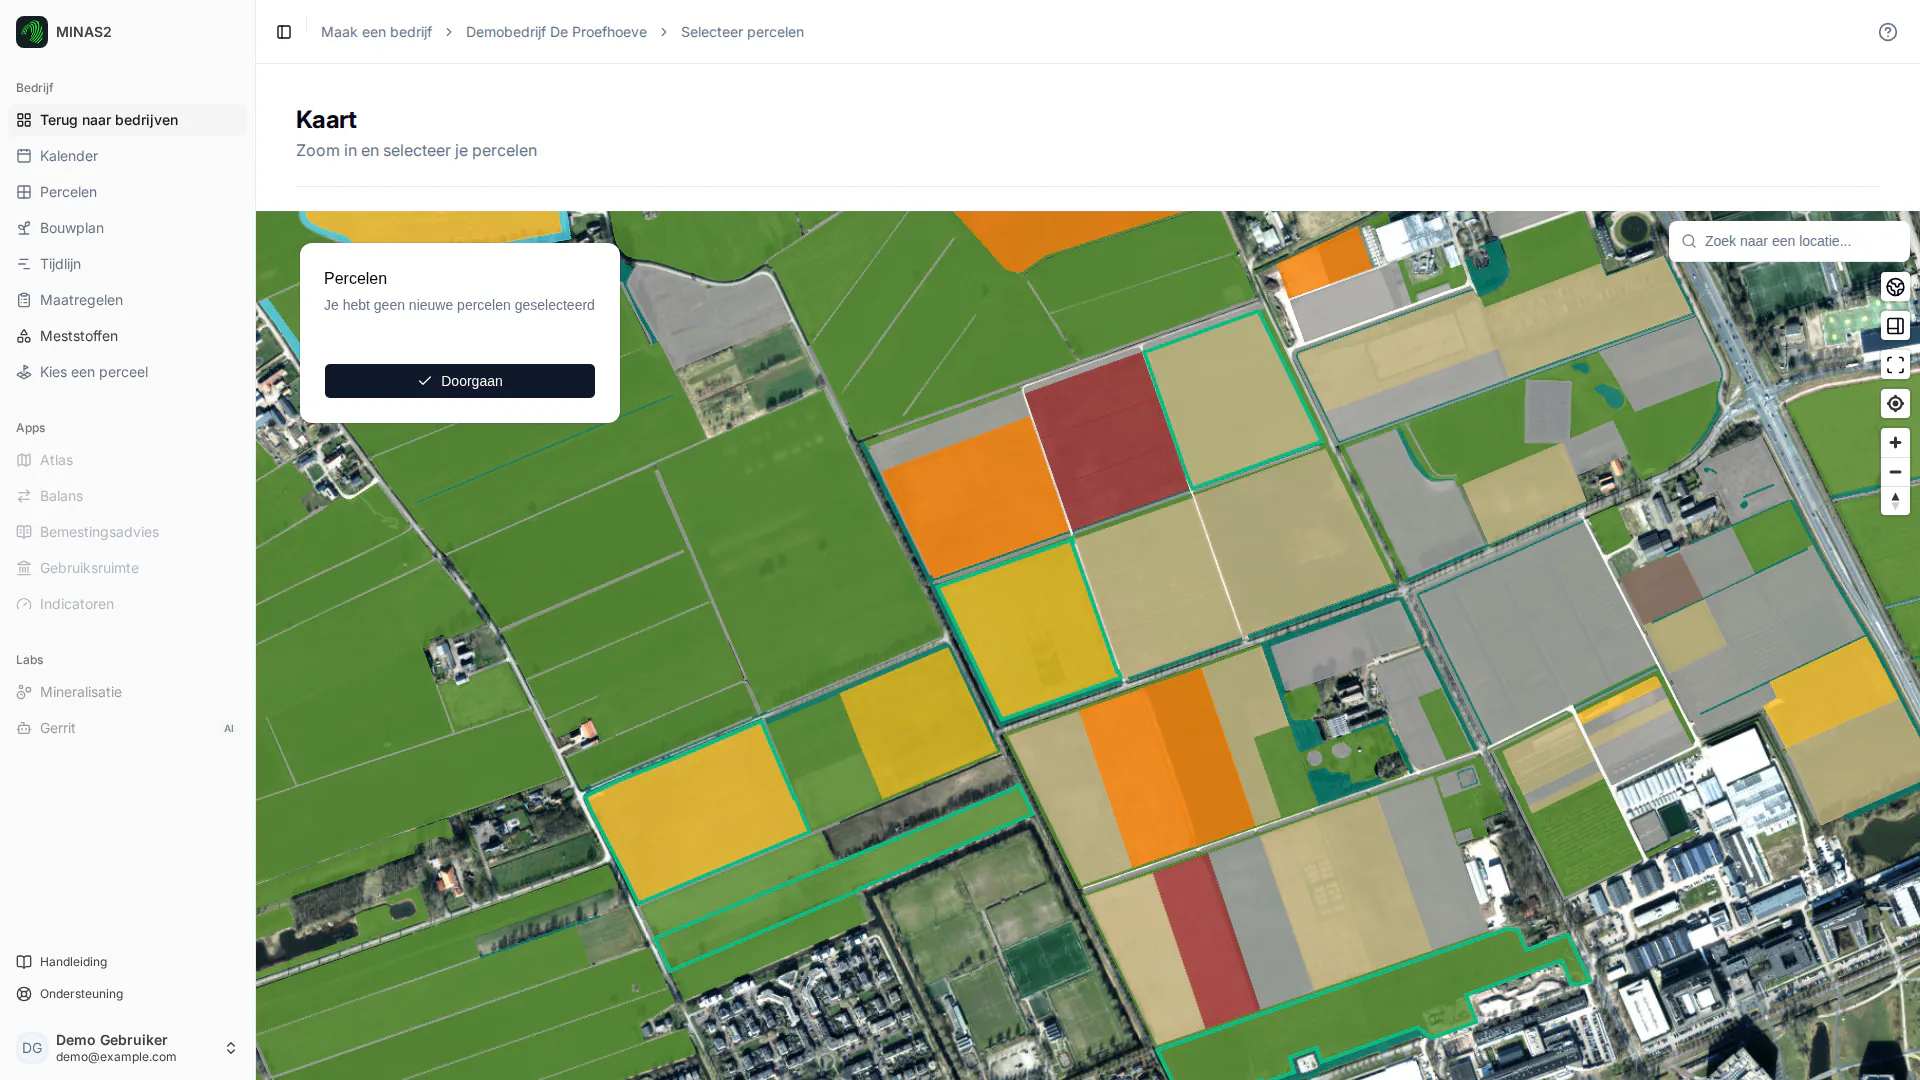 MINAS2
Maak een bedrijf
Demobedrijf De Proefhoeve
Selecteer percelen
Bedrijf
Terug naar bedrijven
Kalender
Percelen
Bouwplan
Tijdlijn
Maatregelen
Meststoffen
Kies een perceel
Apps
Atlas
Balans
Bemestingsadvies
Gebruiksruimte
Indicatoren
Labs
Mineralisatie
Gerrit
AI
Handleiding
Ondersteuning
DG
Demo Gebruiker
demo@example.com
Kaart
Zoom in en selecteer je percelen
Percelen
Je hebt geen nieuwe percelen geselecteerd
Doorgaan
Zoek naar een locatie...